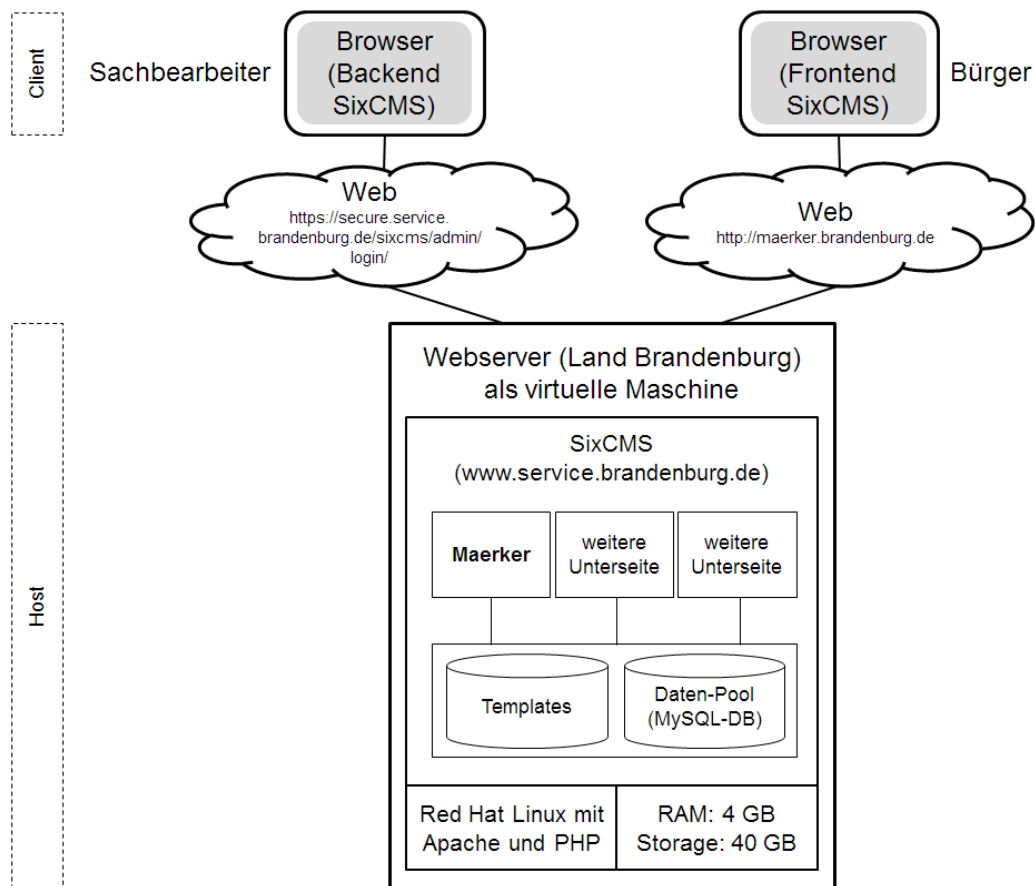 Client
Sachbearbeiter
Browser
(Backend
SixCMS)
Browser
(Frontend
SixCMS)
Bürger
Web
https://secure.service.
brandenburg.de/sixcms/admin/
login/
Web
http://maerker.brandenburg.de
Host
Webserver (Land Brandenburg)
als virtuelle Maschine
SixCMS
(www.service.brandenburg.de)
Maerker
weitere
Unterseite
weitere
Unterseite
Templates
Daten-Pool
(MySQL-DB)
Red Hat Linux mit
Apache und PHP
RAM: 4 GB
Storage: 40 GB